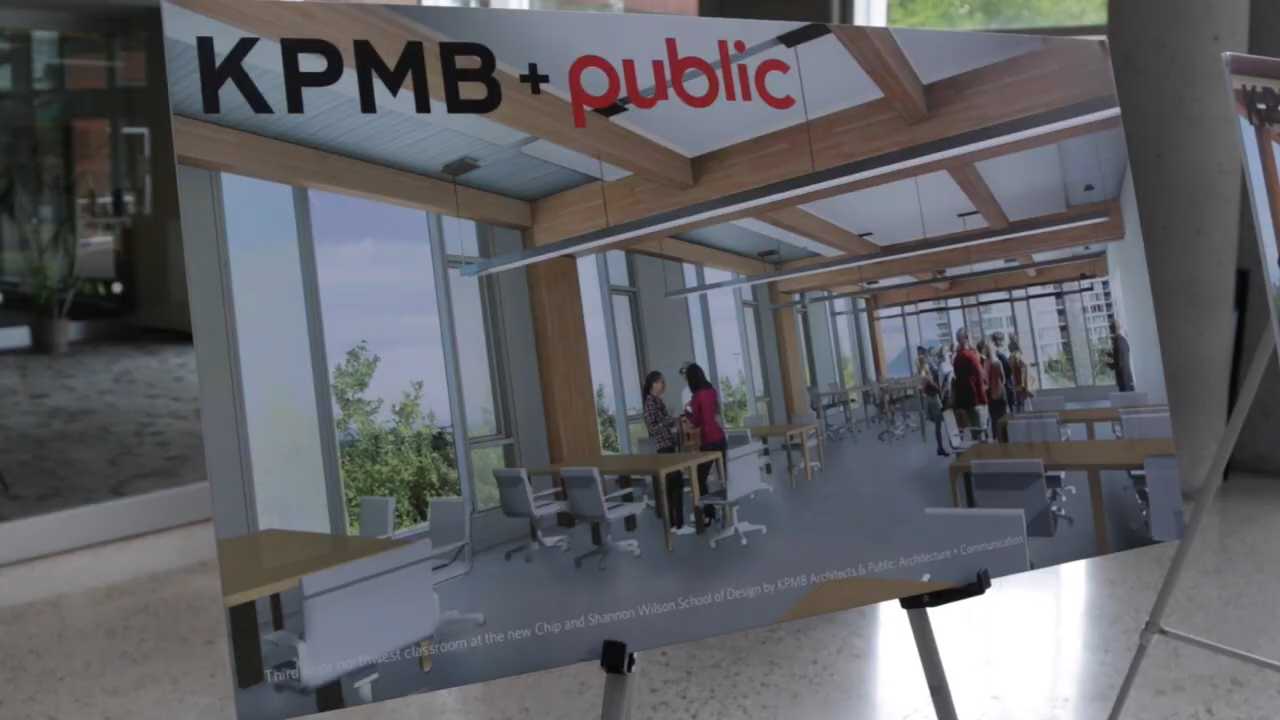 KPMB + public
Third floor northwest classroom at the new Chip and Shannon Wilson School of Design by KPMB Architects & Public: Architecture + Communication